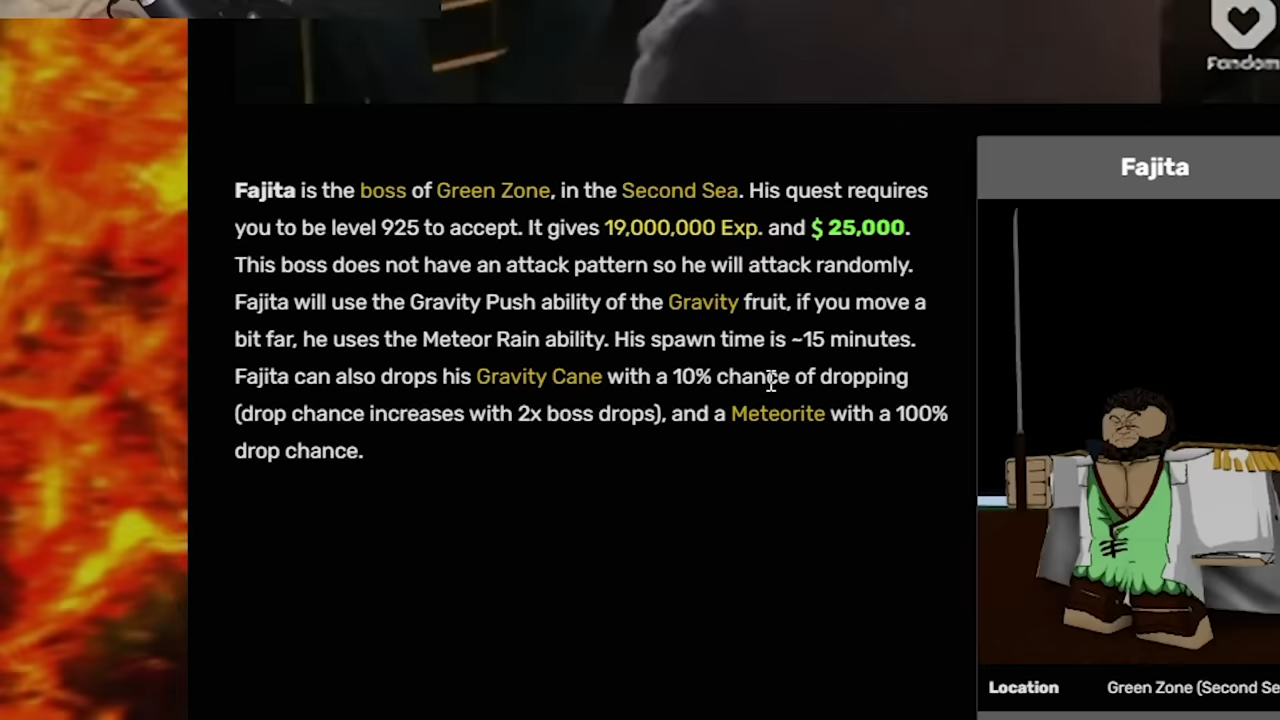 Fandom
Fajita
Fajita is the boss of Green Zone, in the Second Sea. His quest requires
you to be level 925 to accept. It gives 19,000,000 Exp. and $ 25,000.
This boss does not have an attack pattern so he will attack randomly.
Fajita will use the Gravity Push ability of the Gravity fruit, if you move a
bit far, he uses the Meteor Rain ability. His spawn time is ~15 minutes.
Fajita can also drops his Gravity Cane with a 10% chance of dropping
(drop chance increases with 2x boss drops), and a Meteorite with a 100%
drop chance.
Location Green Zone (Second Se